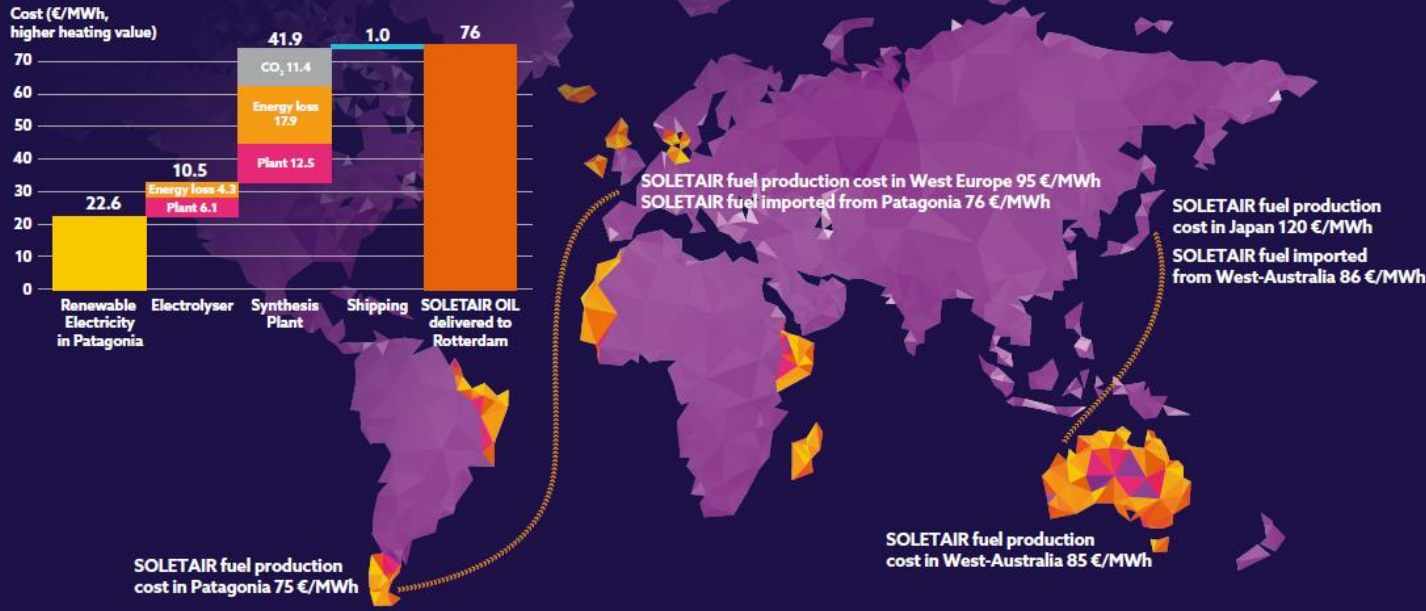 Cost (€/MWh,
higher heating value)
70
60
50
40
30
20
10
0
22.6
10.5
Energy loss 4.3
Plant 6.1
41.9
CO₂ 11.4
Energy loss
17.9
Plant 12.5
1.0
76
Renewable
Electricity
in Patagonia
Electrolyser
Synthesis
Plant
Shipping
SOLETAIR OIL
delivered to
Rotterdam
SOLETAIR fuel production cost in West Europe 95 €/MWh
SOLETAIR fuel imported from Patagonia 76 €/MWh
SOLETAIR fuel production
cost in Japan 120 €/MWh
SOLETAIR fuel imported
from West-Australia 86 €/MWh
SOLETAIR fuel production
cost in West-Australia 85 €/MWh
SOLETAIR fuel production
cost in Patagonia 75 €/MWh